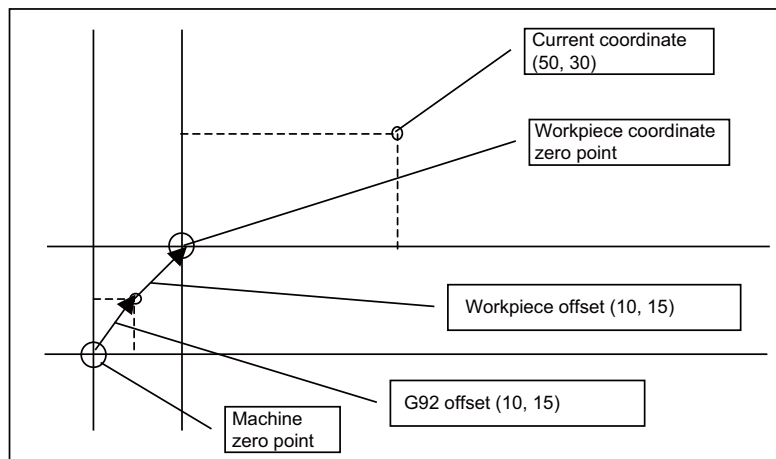 Current coordinate
(50, 30)
Workpiece coordinate
zero point
Workpiece offset (10, 15)
G92 offset (10, 15)
Machine
zero point